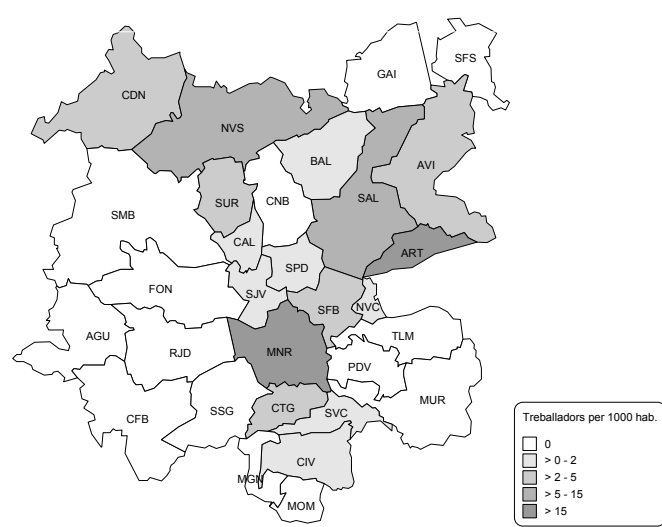 SFS
GAI
CDN
NVS
BAL
AVI
SAL
SUR
CNB
SMB
CAL
ART
SPD
FON
SJV
SFB
NVC
AGU
RJD
MNR
TLM
PDV
CFB
SSG
CTG
SVC
MUR
CIV
MGN
MOM
Treballadors per 1000 hab.
0
> 0 - 2
> 2 - 5
> 5 - 15
> 15